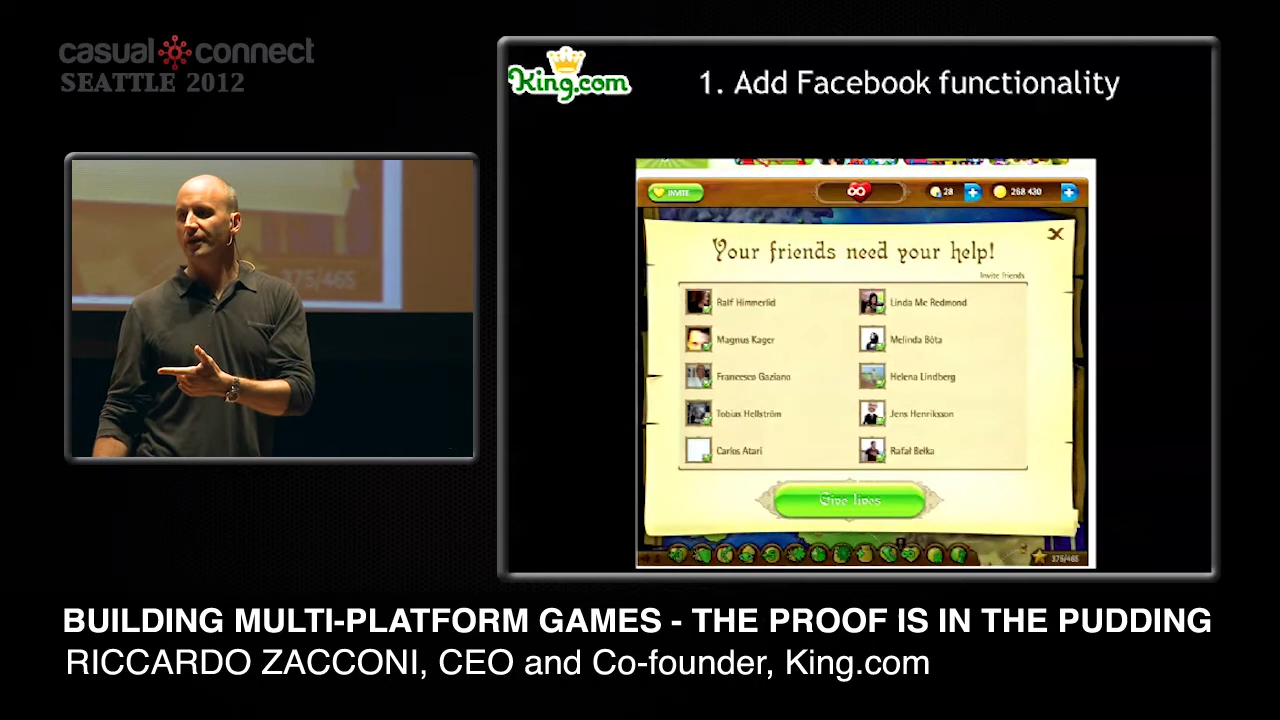 casual connect
SEATTLE 2012
King.com
1. Add Facebook functionality
INVITE
28
268 430
Your friends need your help!
Invite friends
Ralf Himmerlid
Linda Mc Redmond
Magnus Kager
Melinda Bòta
Francesco Gaziano
Helena Lindberg
Tobias Hellström
Jens Henriksson
Carlos Atari
Rafał Bełka
Give lives
375/465
375/465
BUILDING MULTI-PLATFORM GAMES - THE PROOF IS IN THE PUDDING
RICCARDO ZACCONI, CEO and Co-founder, King.com